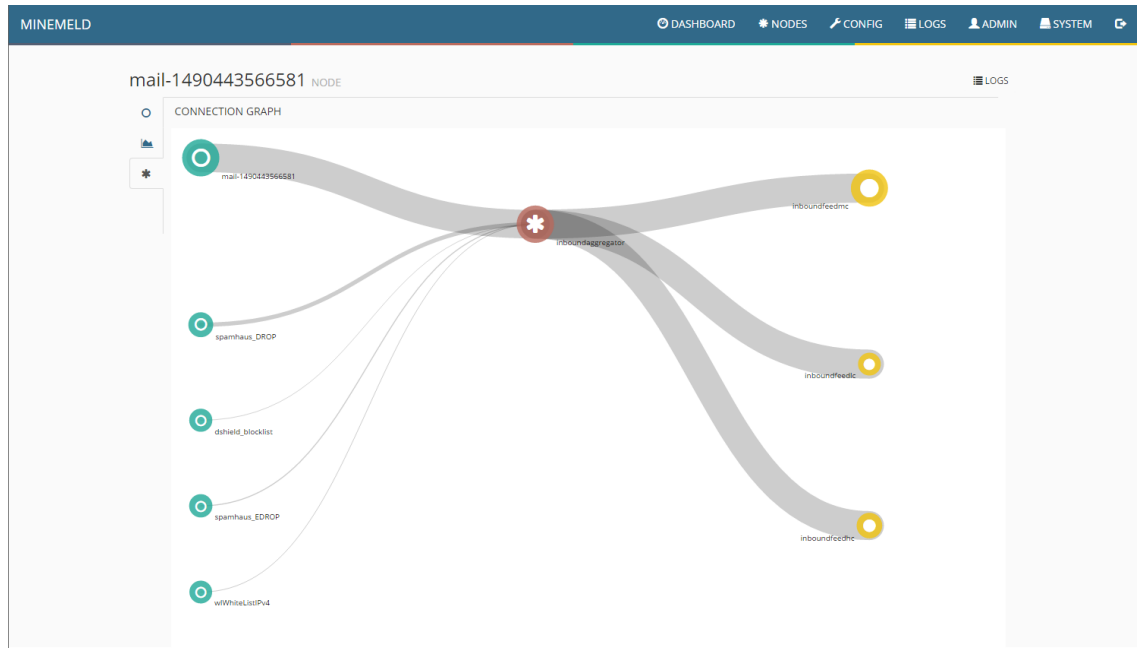 MINEMELD
DASHBOARD NODES CONFIG LOGS ADMIN SYSTEM
mail-1490443566581 NODE
LOGS
CONNECTION GRAPH
mail-1490443566581
inboundfeedmc
inboundaggregator
spamhaus_DROP
inboundfeedlc
dshield_blocklist
spamhaus_EDROP
inboundfeedhc
wlWhiteListIPv4